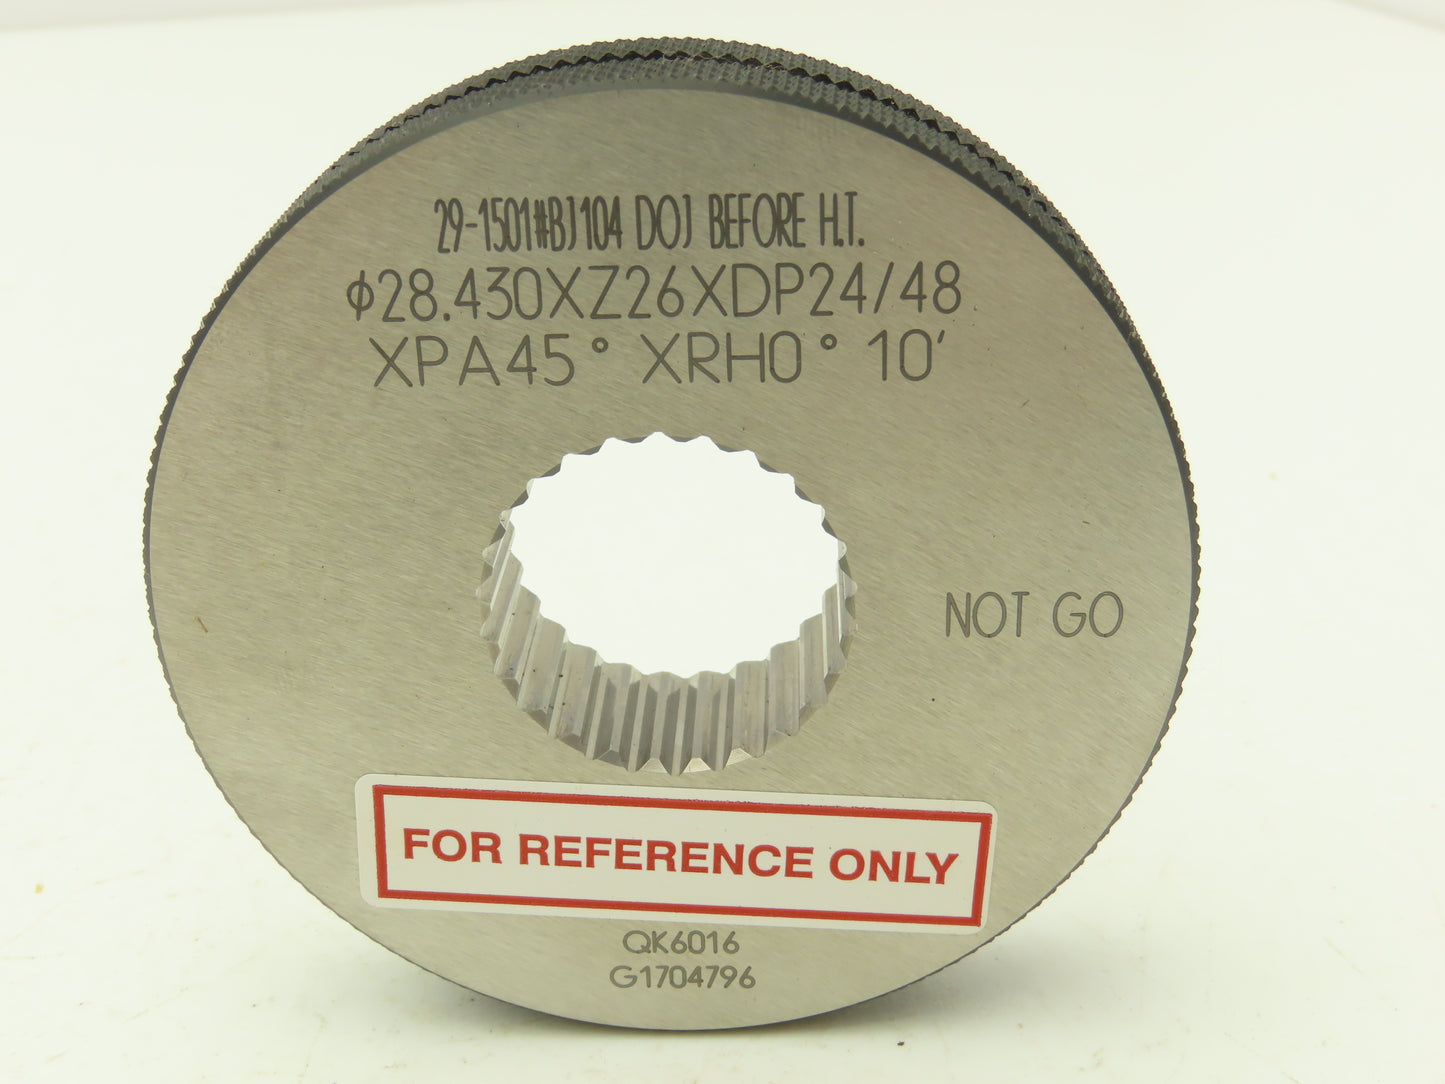 29-1501#BJ104 DOJ BEFORE H.T.
ϕ28.430XZ26XDP24/48
XPA45° XRH0° 10′
NOT GO
FOR REFERENCE ONLY
QK6016
G1704796